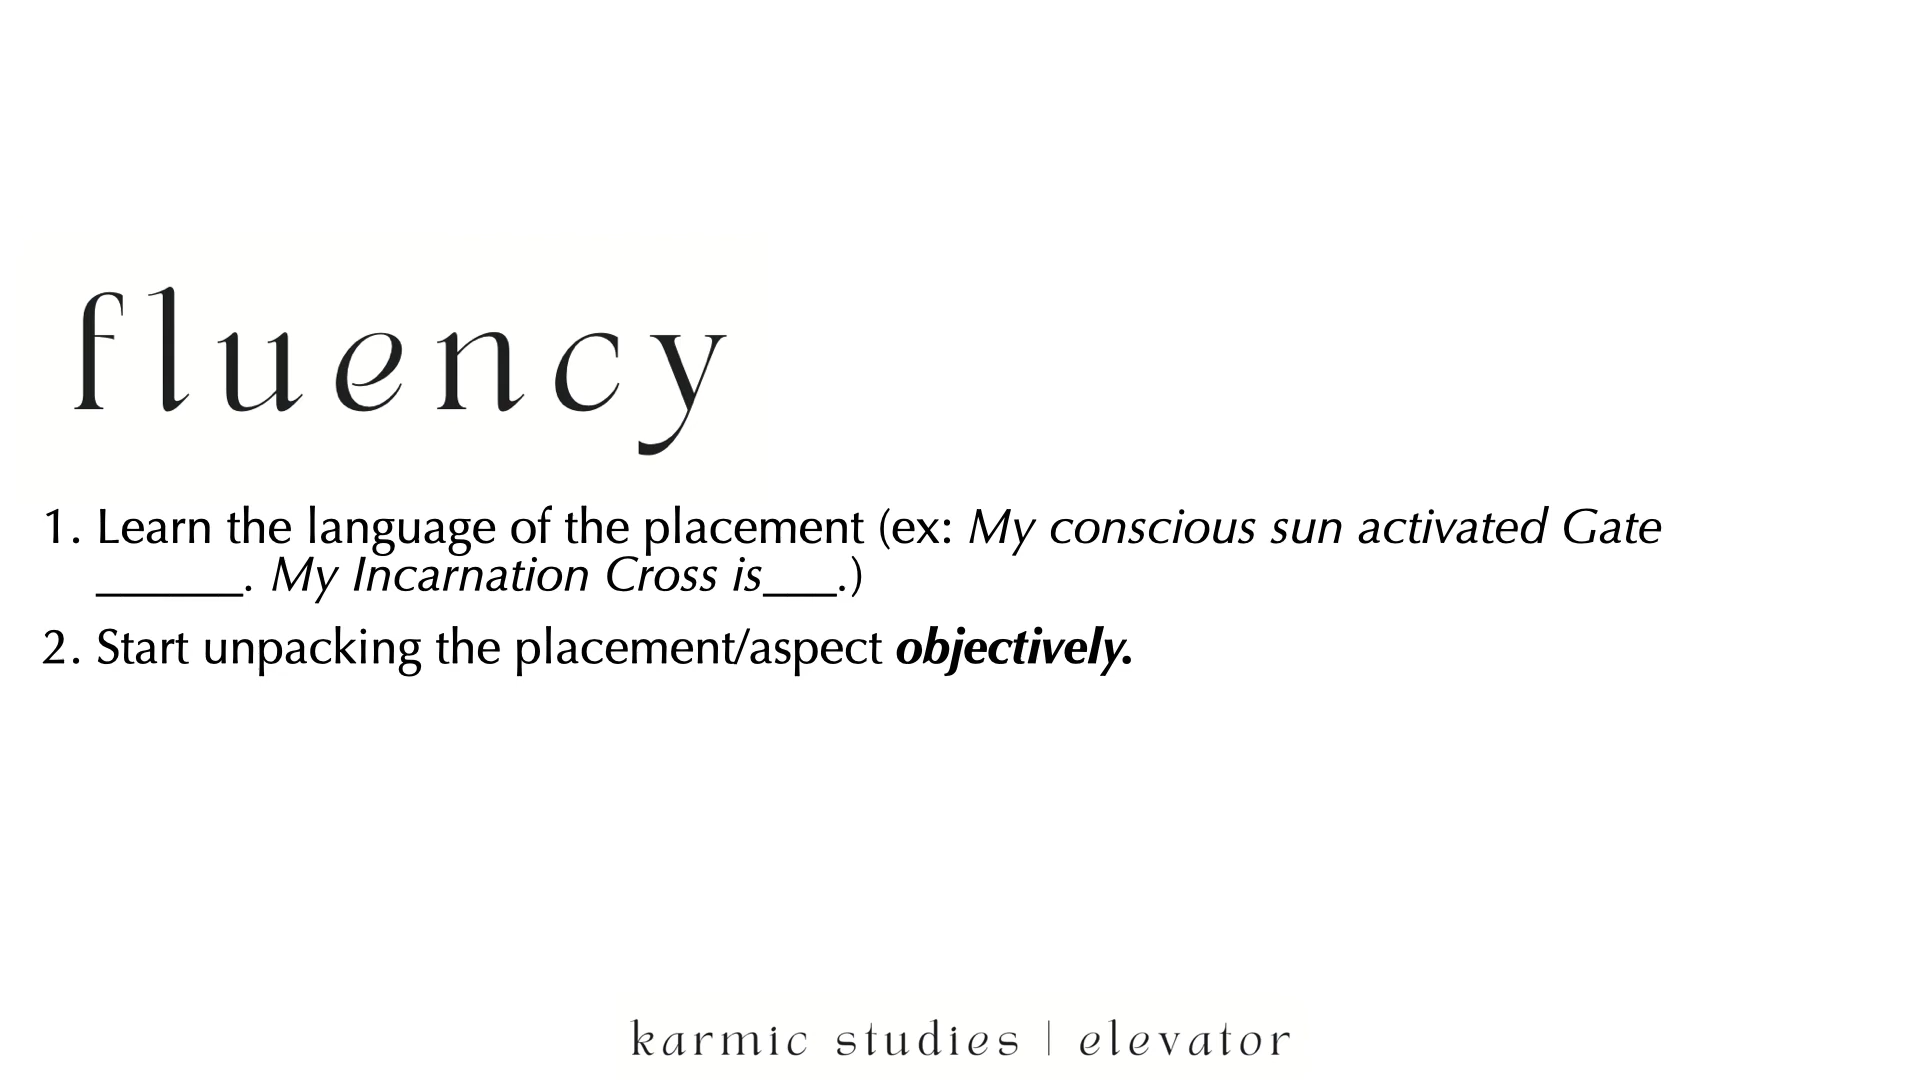 fluency
1. Learn the language of the placement (ex: My conscious sun activated Gate
______. My Incarnation Cross is___.)
2. Start unpacking the placement/aspect objectively.
karmic studies | elevator